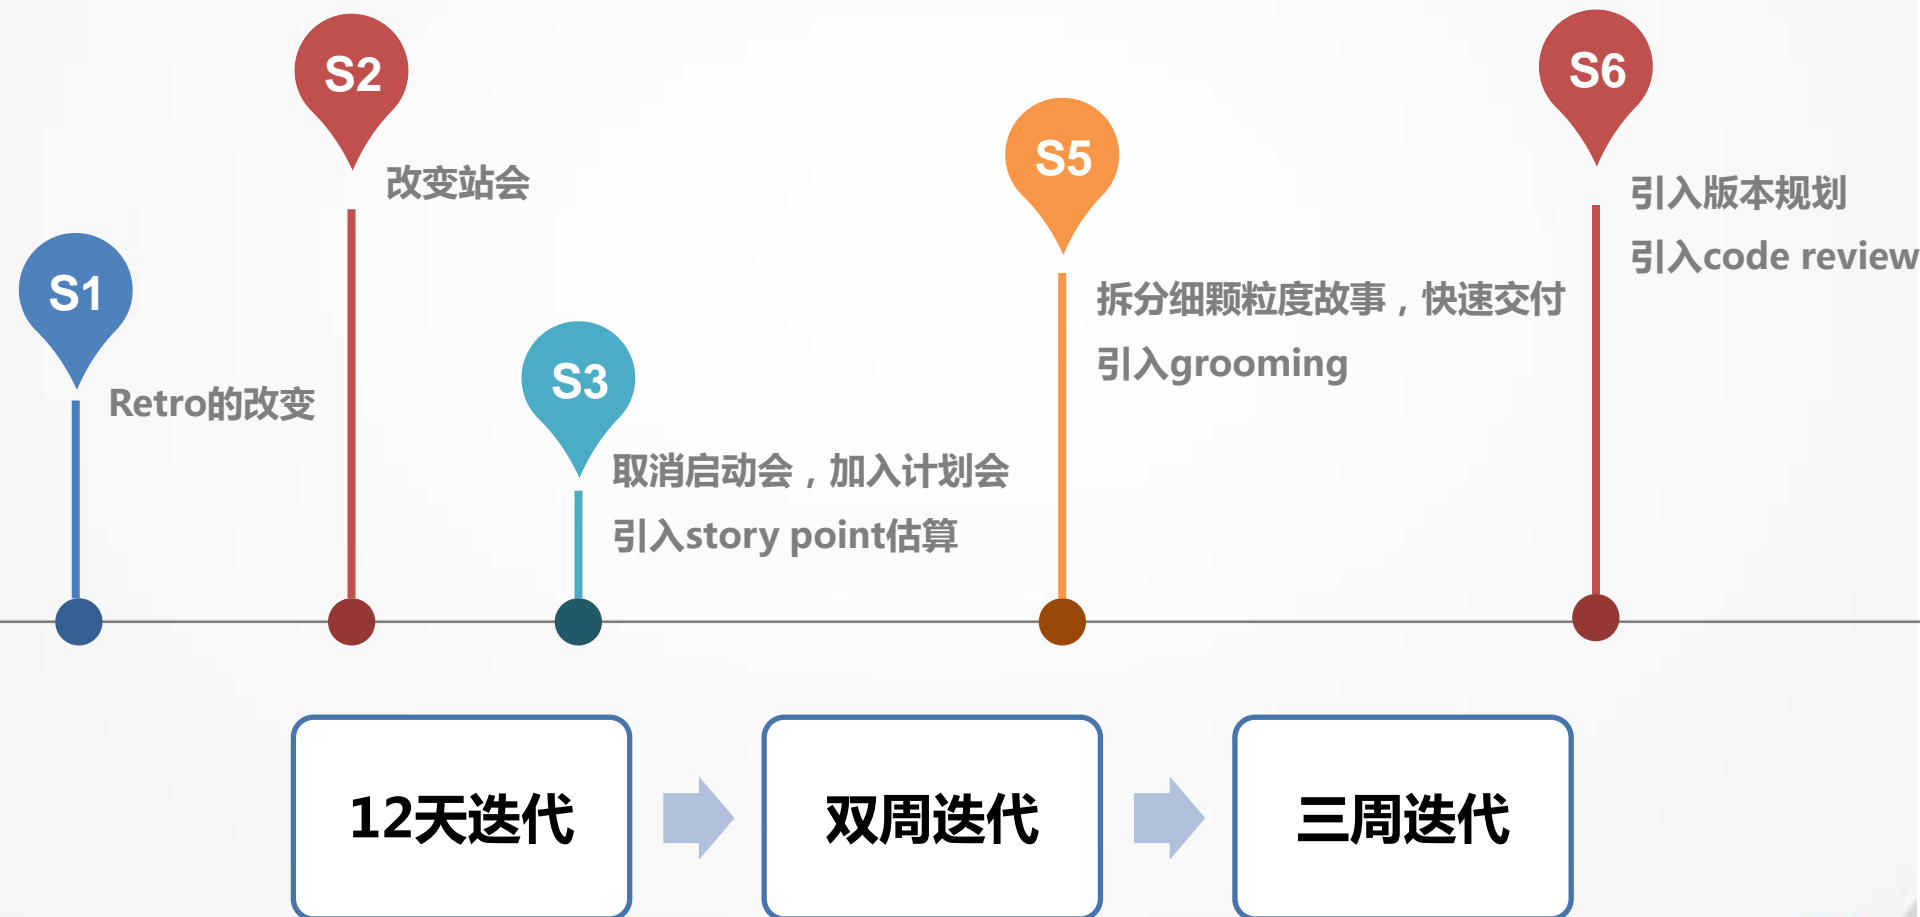 S1
Retro的改变
S2
改变站会
S3
取消启动会，加入计划会
引入story point估算
S5
拆分细颗粒度故事，快速交付
引入grooming
S6
引入版本规划
引入code review
12天迭代
双周迭代
三周迭代